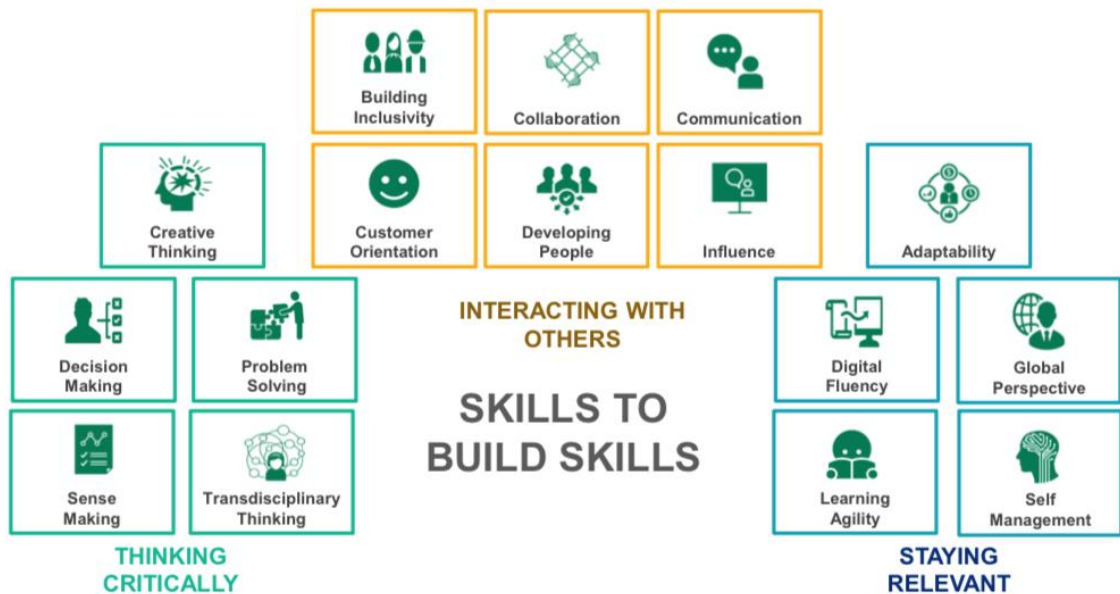 Building
Inclusivity
Collaboration
Communication
Creative
Thinking
Customer
Orientation
Developing
People
Influence
Adaptability
Decision
Making
Problem
Solving
INTERACTING WITH
OTHERS
Digital
Fluency
Global
Perspective
SKILLS TO
BUILD SKILLS
Sense
Making
Transdisciplinary
Thinking
Learning
Agility
Self
Management
THINKING
CRITICALLY
STAYING
RELEVANT